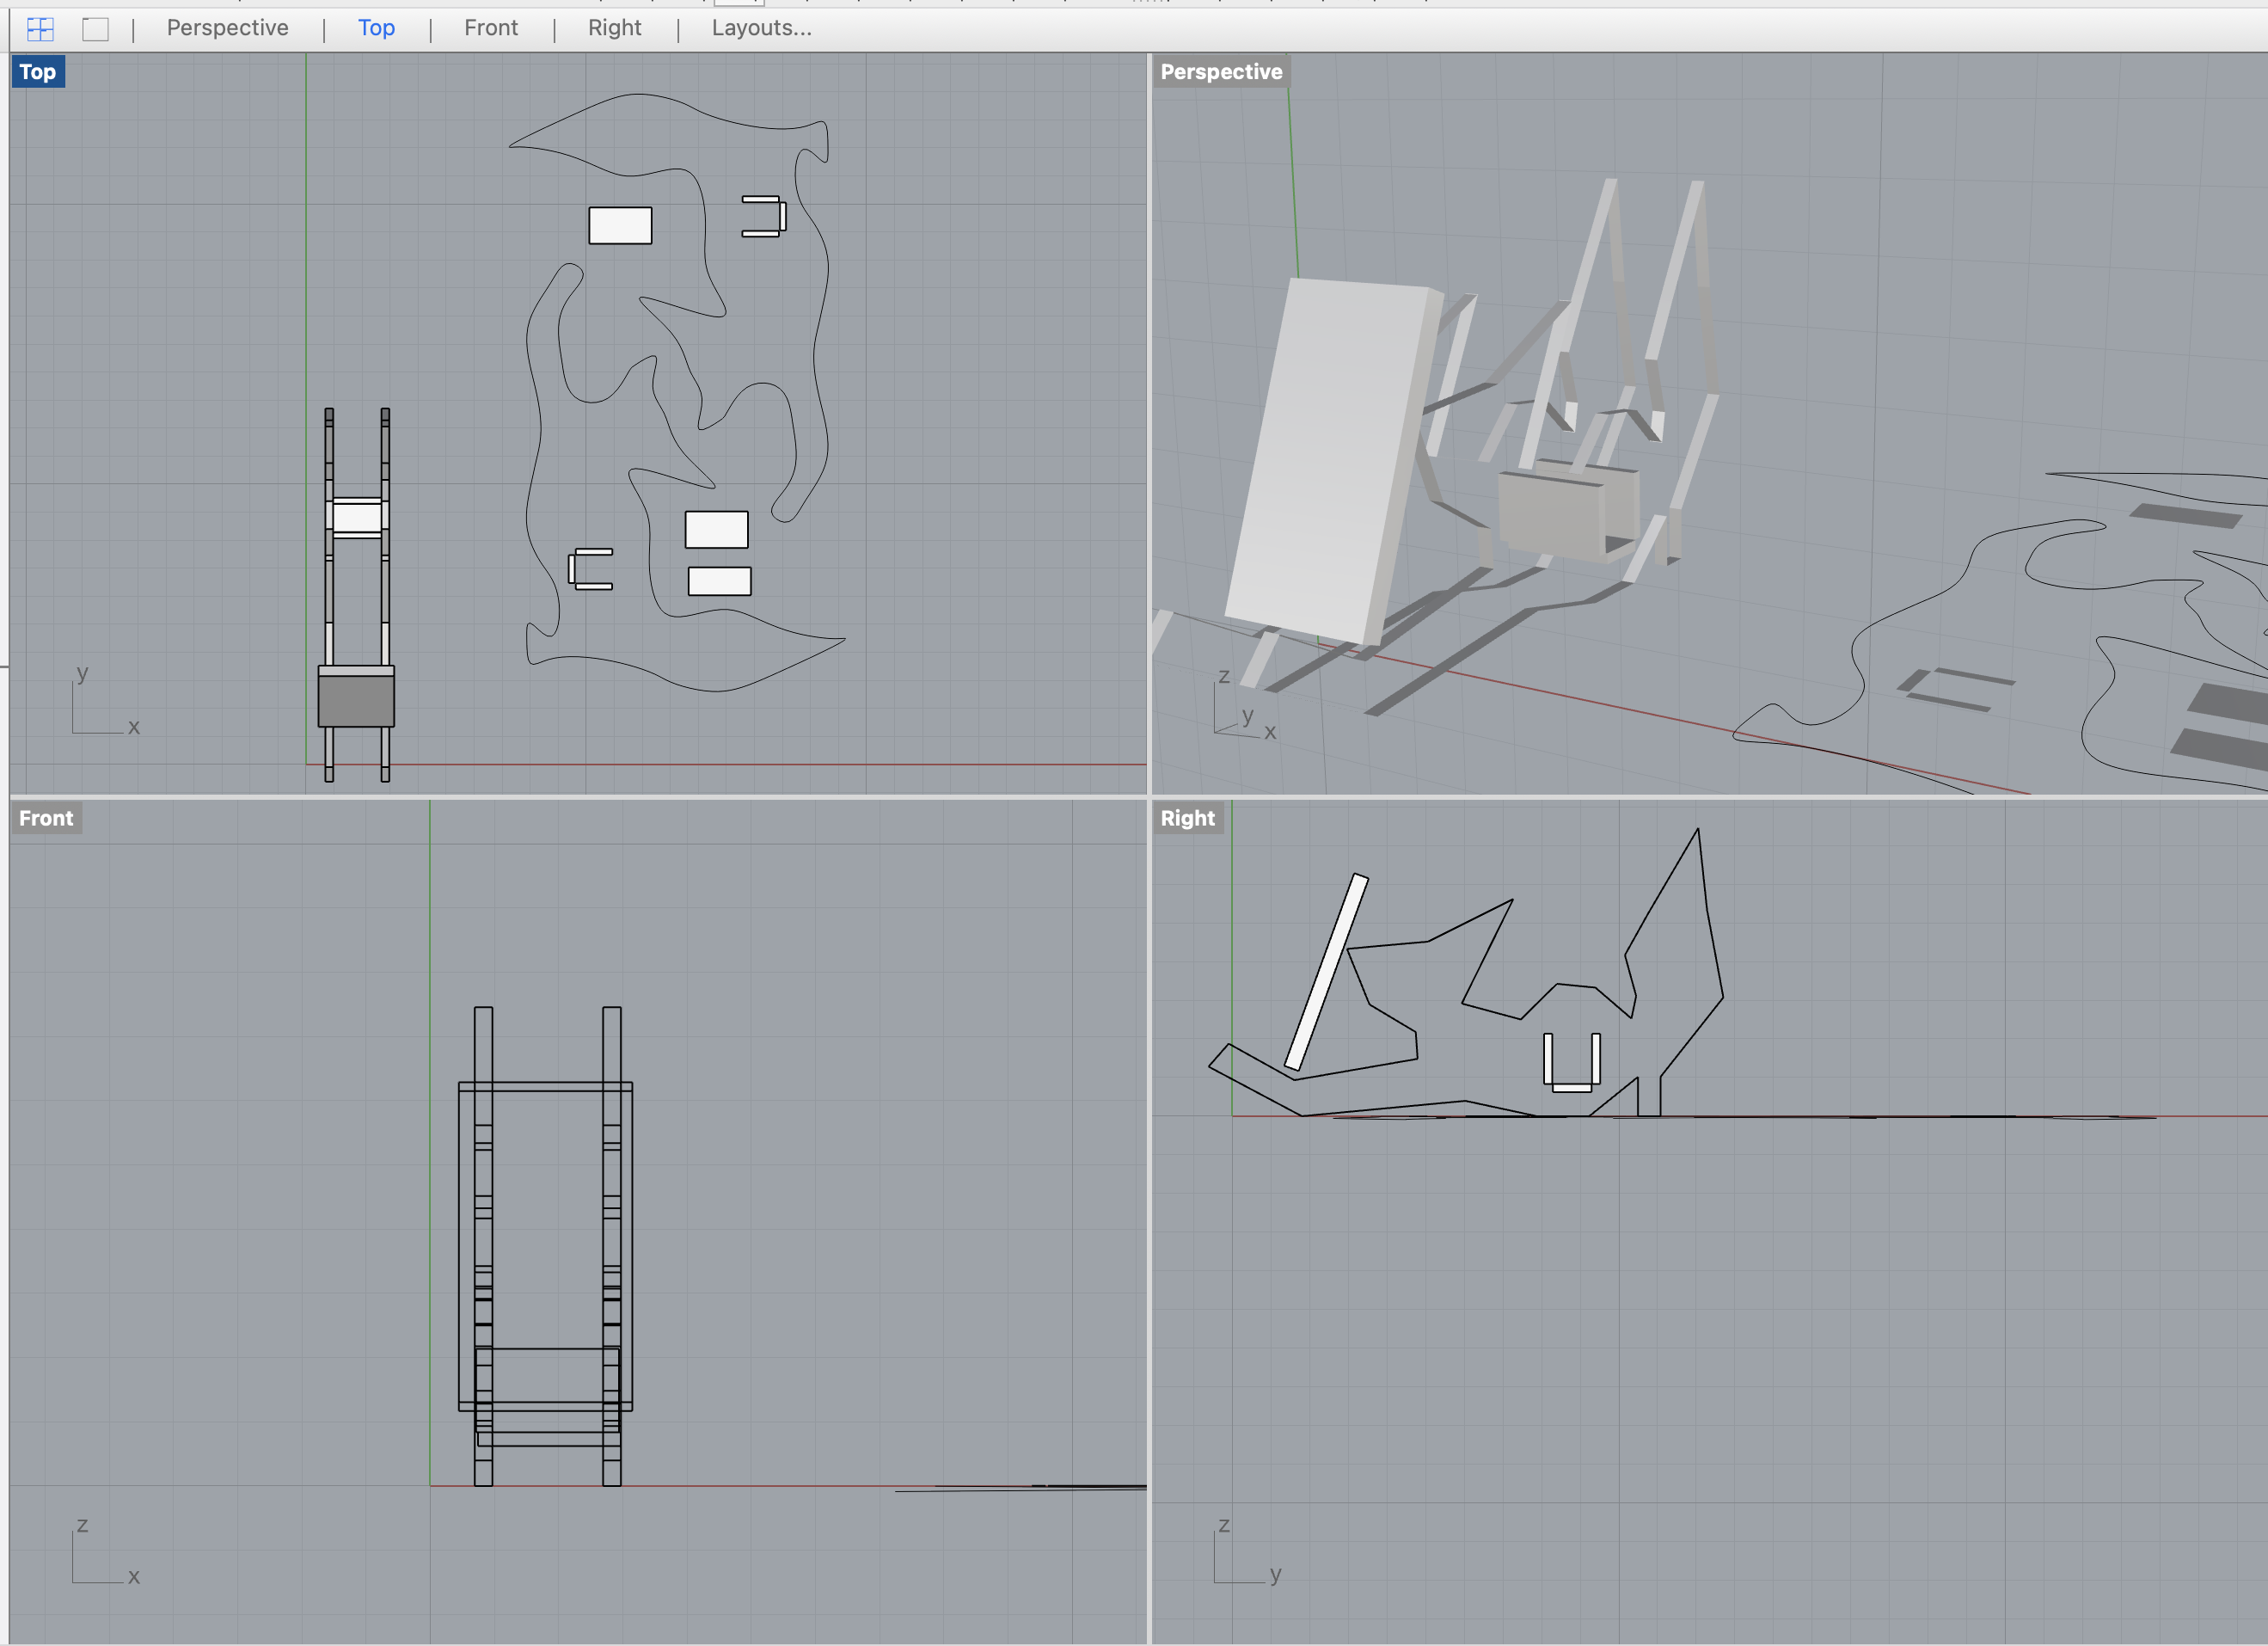 Perspective | Top | Front | Right | Layouts...
Top
y
x
Perspective
z
y
x
Front
z
x
Right
z
y